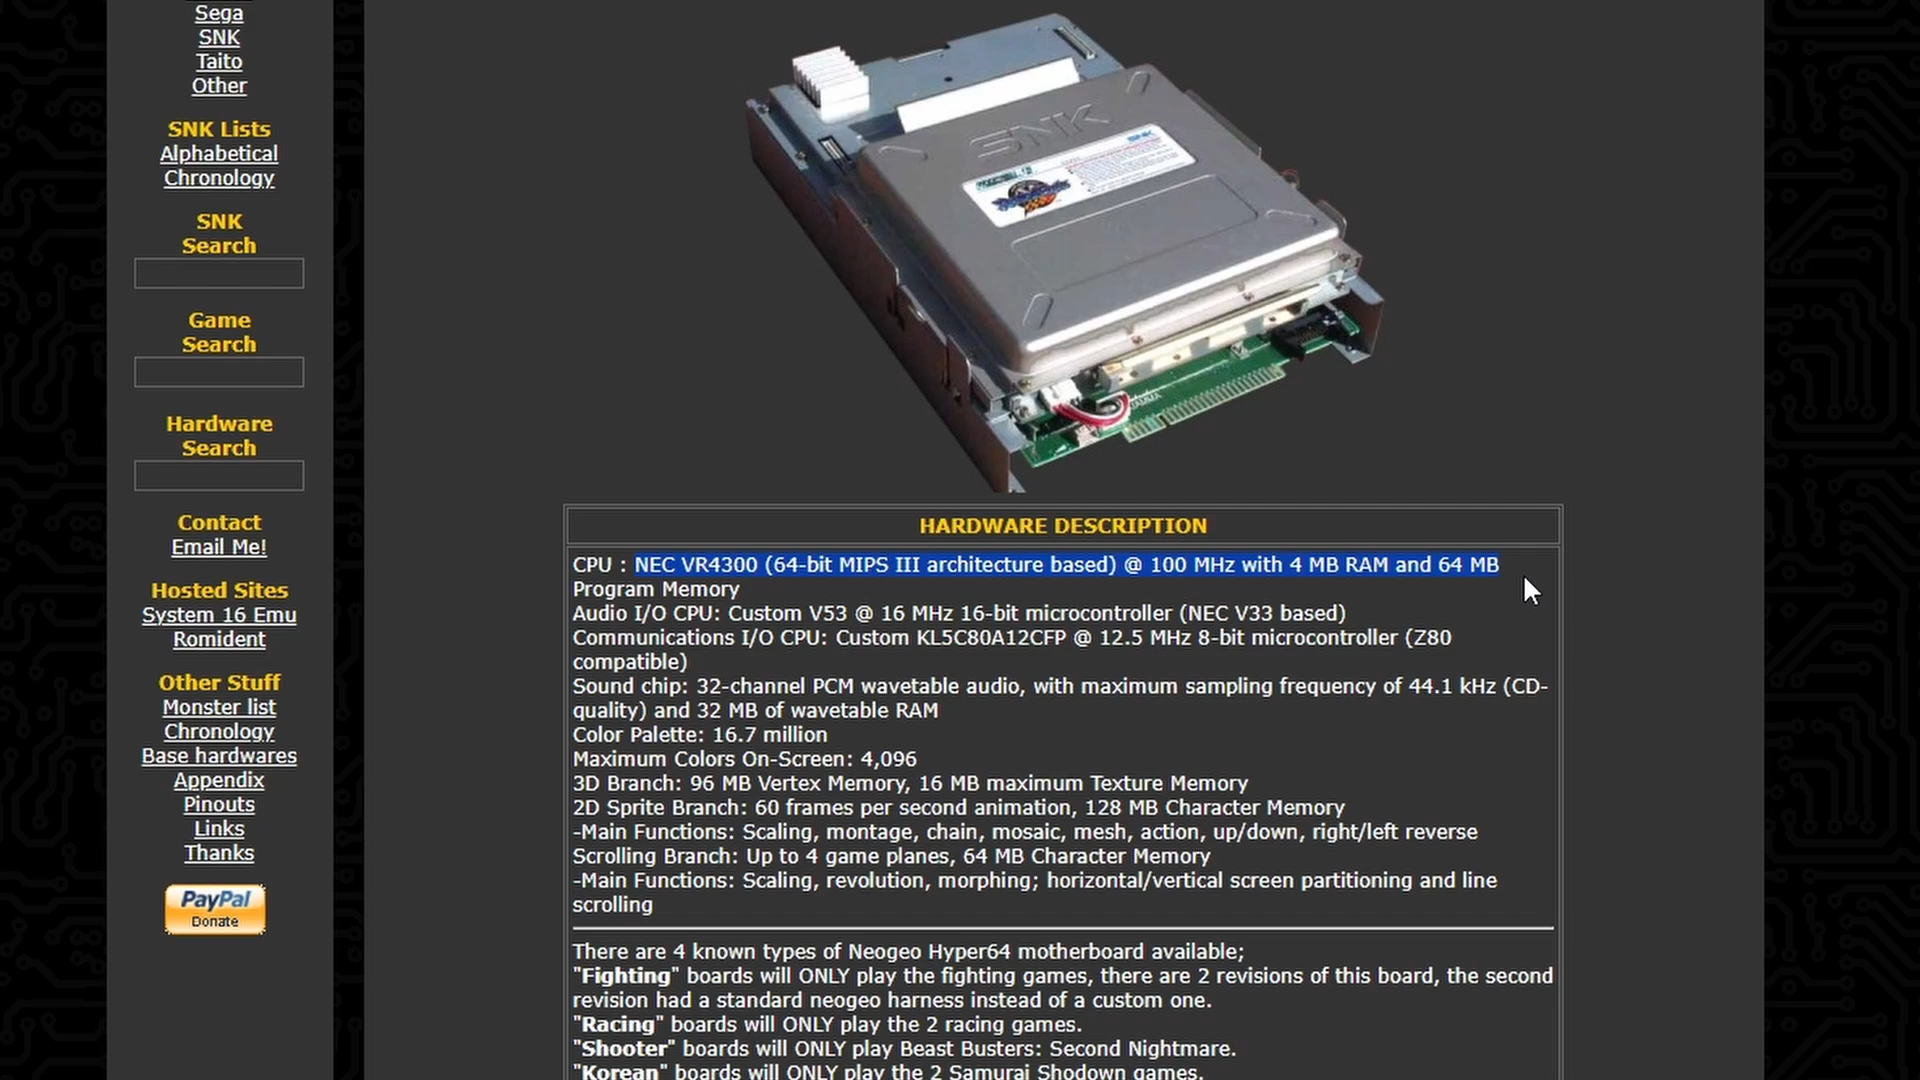 Sega
SNK
Taito
Other
SNK Lists
Alphabetical
Chronology
SNK
Search
Game
Search
Hardware
Search
Contact
Email Me!
Hosted Sites
System 16 Emu
Romident
Other Stuff
Monster list
Chronology
Base hardwares
Appendix
Pinouts
Links
Thanks
PayPal
Donate
SNK
SNK
HARDWARE DESCRIPTION
CPU : NEC VR4300 (64-bit MIPS III architecture based) @ 100 MHz with 4 MB RAM and 64 MB
Program Memory
Audio I/O CPU: Custom V53 @ 16 MHz 16-bit microcontroller (NEC V33 based)
Communications I/O CPU: Custom KL5C80A12CFP @ 12.5 MHz 8-bit microcontroller (Z80
compatible)
Sound chip: 32-channel PCM wavetable audio, with maximum sampling frequency of 44.1 kHz (CD-
quality) and 32 MB of wavetable RAM
Color Palette: 16.7 million
Maximum Colors On-Screen: 4,096
3D Branch: 96 MB Vertex Memory, 16 MB maximum Texture Memory
2D Sprite Branch: 60 frames per second animation, 128 MB Character Memory
-Main Functions: Scaling, montage, chain, mosaic, mesh, action, up/down, right/left reverse
Scrolling Branch: Up to 4 game planes, 64 MB Character Memory
-Main Functions: Scaling, revolution, morphing; horizontal/vertical screen partitioning and line
scrolling
There are 4 known types of Neogeo Hyper64 motherboard available;
"Fighting" boards will ONLY play the fighting games, there are 2 revisions of this board, the second
revision had a standard neogeo harness instead of a custom one.
"Racing" boards will ONLY play the 2 racing games.
"Shooter" boards will ONLY play Beast Busters: Second Nightmare.
"Korean" boards will ONLY play the 2 Samurai Shodown games.